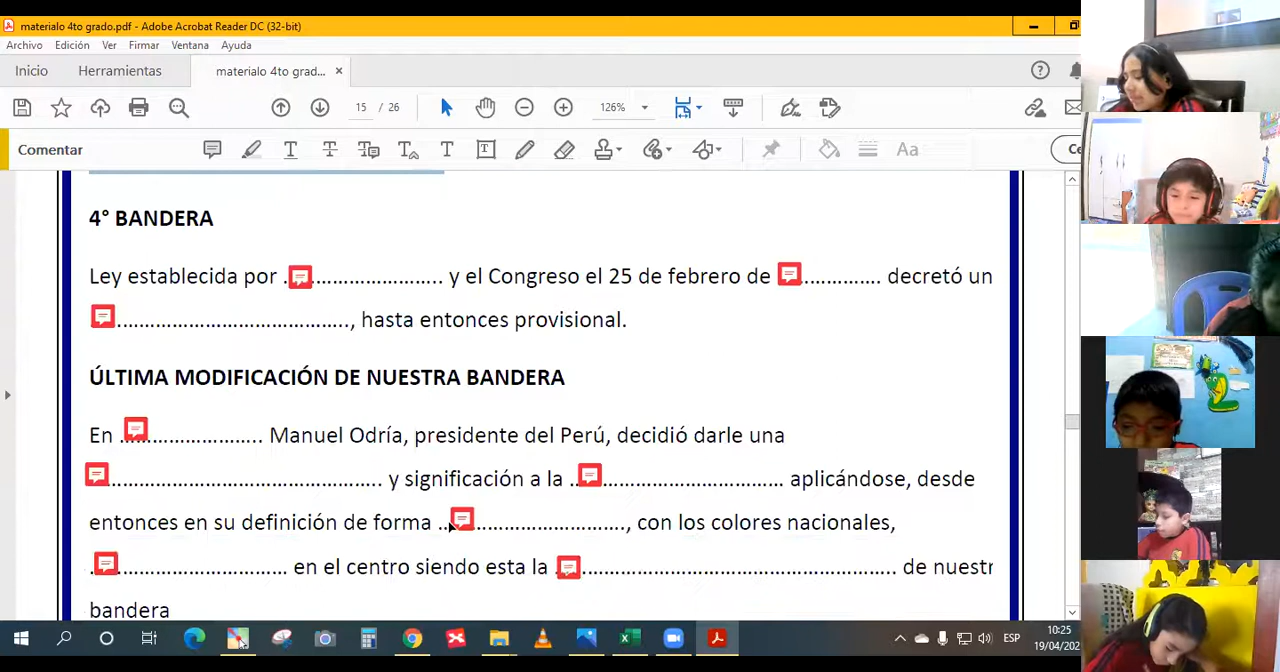 materialo 4to grado.pdf - Adobe Acrobat Reader DC (32-bit)
Archivo Edición Ver Firmar Ventana Ayuda
Inicio Herramientas materialo 4to grad... ×
15 / 26 126%
Comentar Aa Ce
4° BANDERA
Ley establecida por ........................ y el Congreso el 25 de febrero de .............. decretó un
........................................, hasta entonces provisional.
ÚLTIMA MODIFICACIÓN DE NUESTRA BANDERA
En ........................ Manuel Odría, presidente del Perú, decidió darle una
.................................................. y significación a la .................................... aplicándose, desde
entonces en su definición de forma ................................, con los colores nacionales,
.................................. en el centro siendo esta la .......................................................... de nuestr
bandera
ESP 10:25
19/04/202